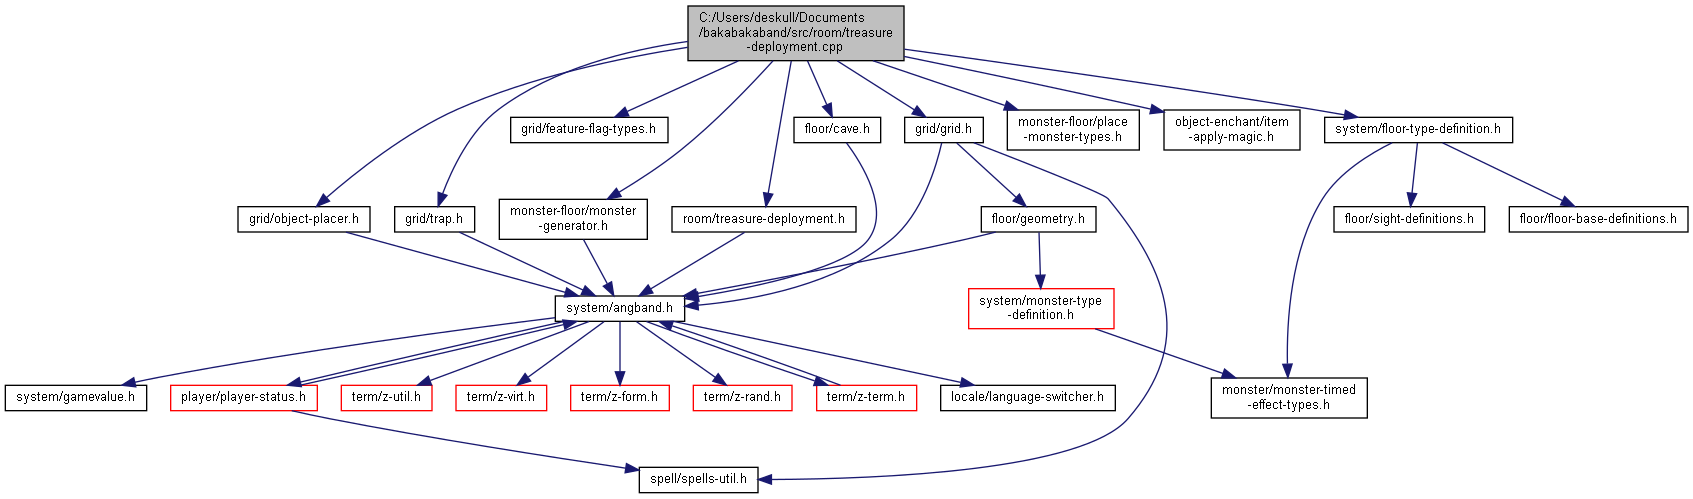 C:/Users/deskull/Documents
/bakabakaband/src/room/treasure
-deployment.cpp
grid/feature-flag-types.h
floor/cave.h
grid/grid.h
monster-floor/place
-monster-types.h
object-enchant/item
-apply-magic.h
system/floor-type-definition.h
grid/object-placer.h
grid/trap.h
monster-floor/monster
-generator.h
room/treasure-deployment.h
floor/geometry.h
floor/sight-definitions.h
floor/floor-base-definitions.h
system/angband.h
system/monster-type
-definition.h
system/gamevalue.h
player/player-status.h
term/z-util.h
term/z-virt.h
term/z-form.h
term/z-rand.h
term/z-term.h
locale/language-switcher.h
monster/monster-timed
-effect-types.h
spell/spells-util.h